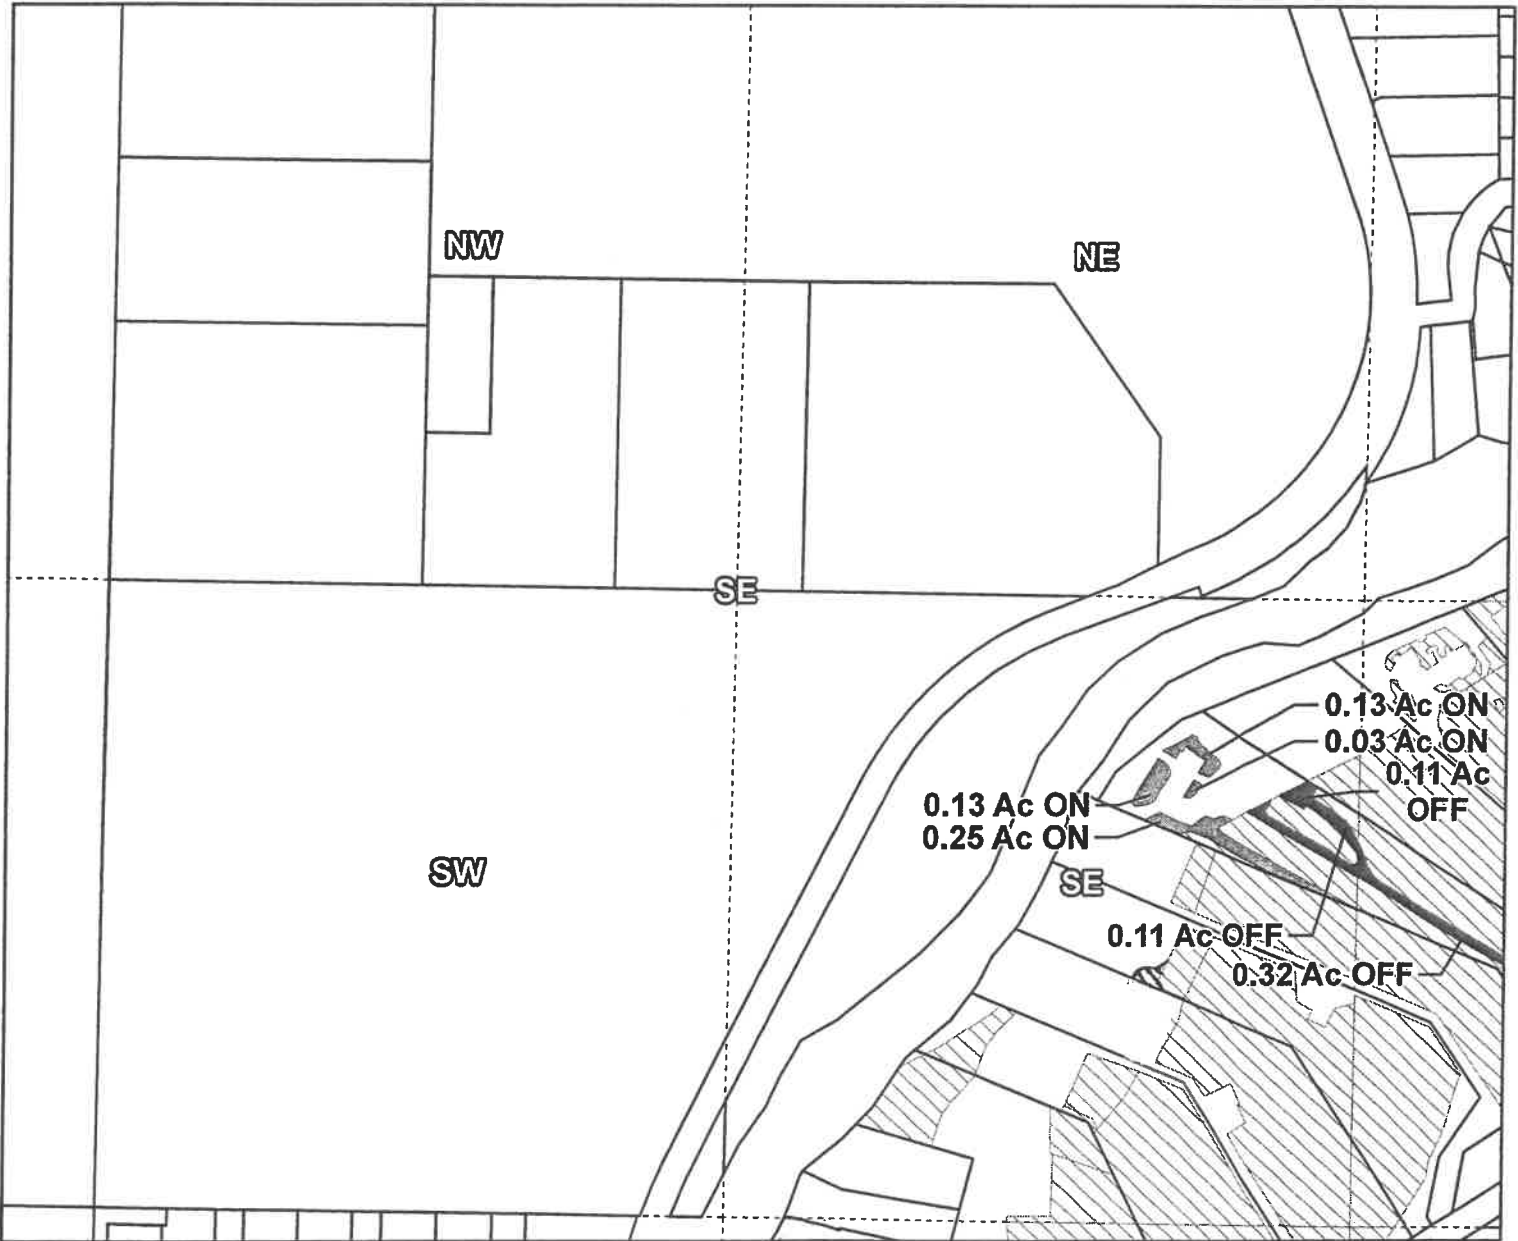 NW
NE
SE
0.13 Ac ON
0.03 Ac ON
0.11 Ac
OFF
0.13 Ac ON
0.25 Ac ON
SW
SE
0.11 Ac OFF
0.32 Ac OFF